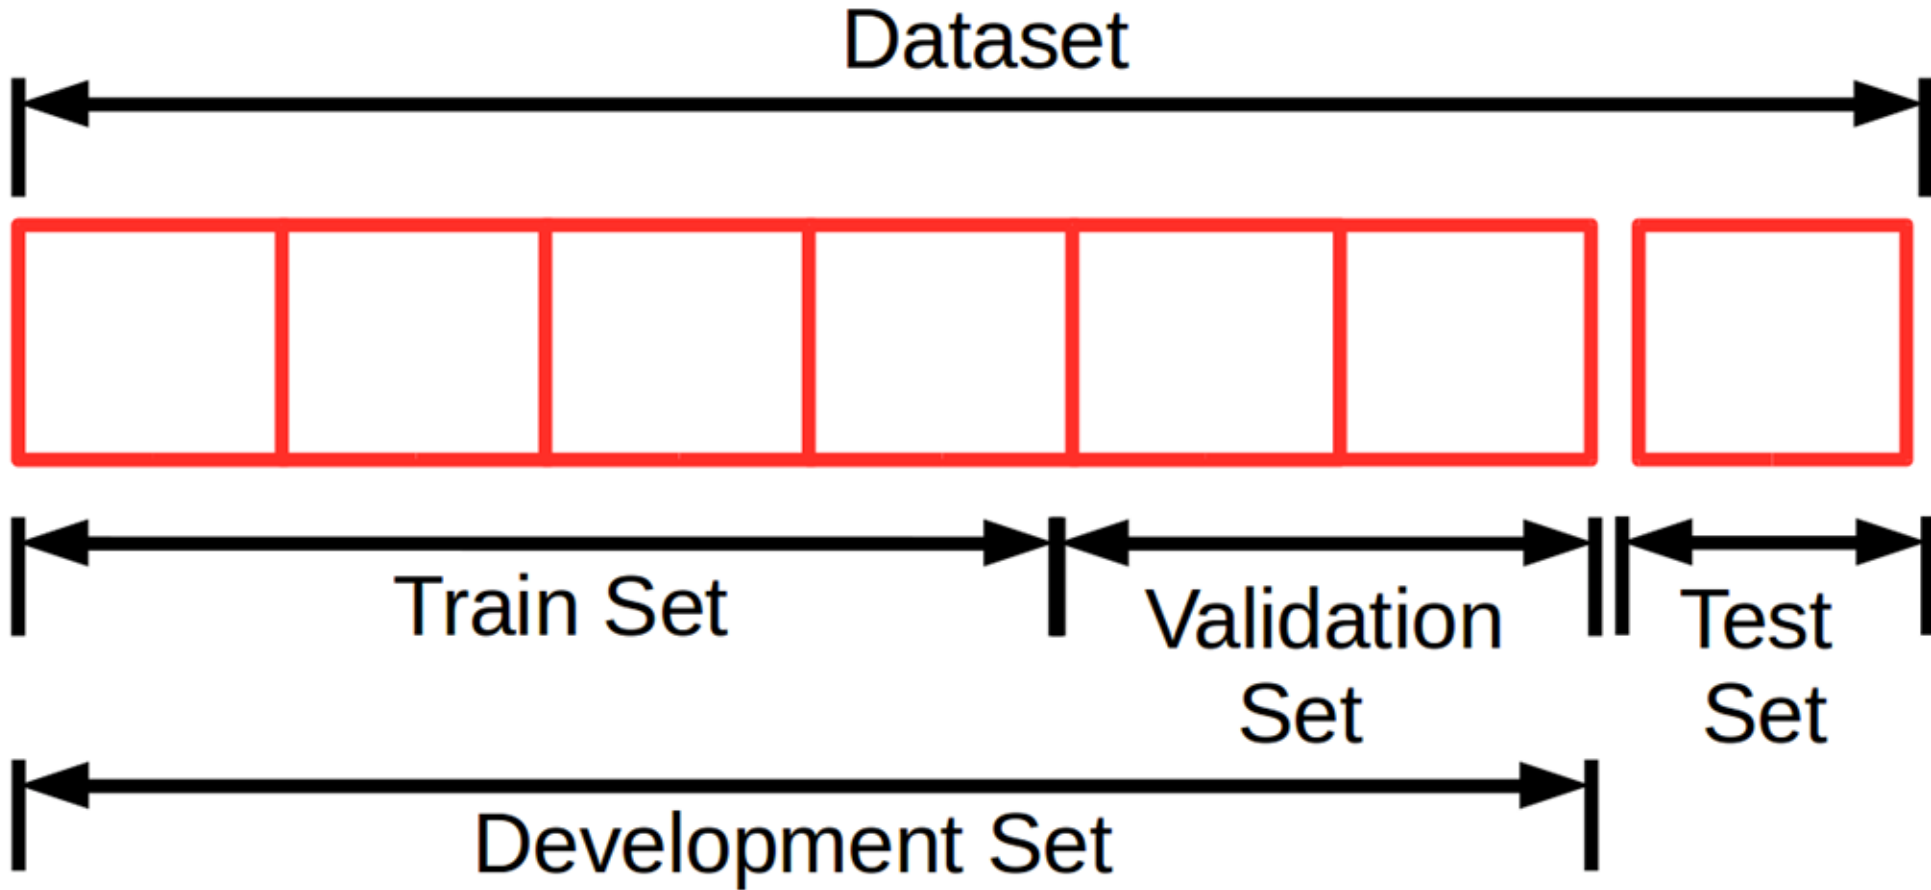 Dataset
Train Set
Validation
Set
Test
Set
Development Set